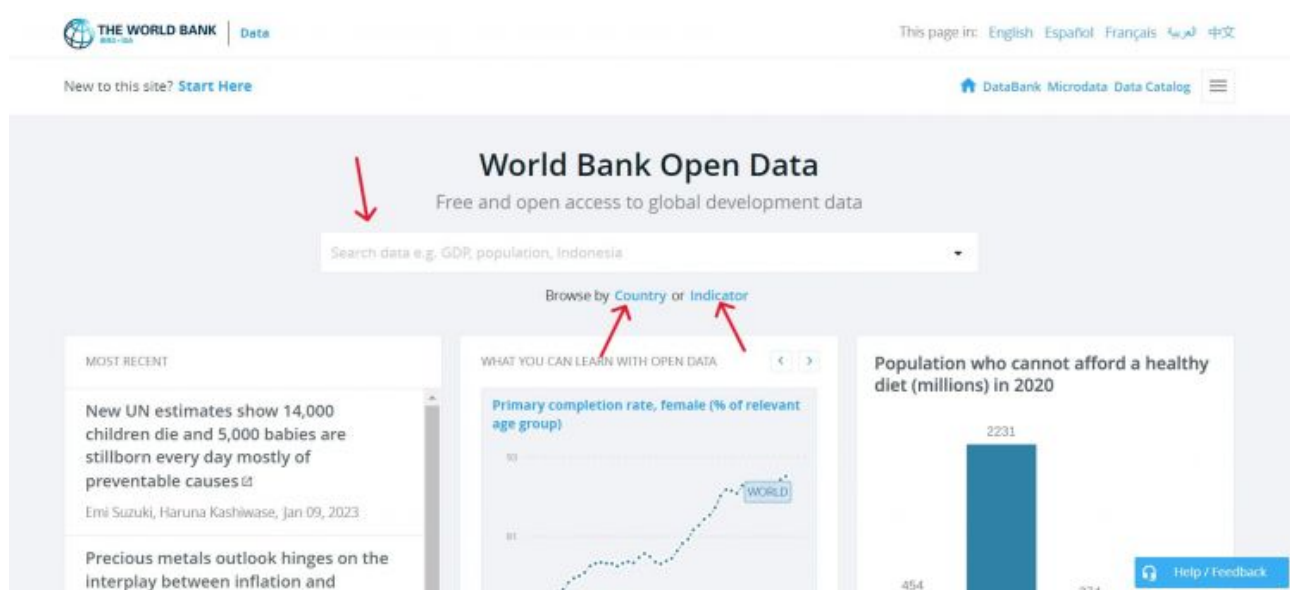 THE WORLD BANK
IBRD • IDA
Data
This page in: English Español Français العربية 中文
New to this site? Start Here
DataBank Microdata Data Catalog
World Bank Open Data
Free and open access to global development data
Search data e.g. GDP, population, Indonesia
Browse by Country or Indicator
MOST RECENT
New UN estimates show 14,000
children die and 5,000 babies are
stillborn every day mostly of
preventable causes
Emi Suzuki, Haruna Kashiwase, Jan 09, 2023
Precious metals outlook hinges on the
interplay between inflation and
WHAT YOU CAN LEARN WITH OPEN DATA
Primary completion rate, female (% of relevant
age group)
93
WORLD
91
Population who cannot afford a healthy
diet (millions) in 2020
2231
454
Help / Feedback